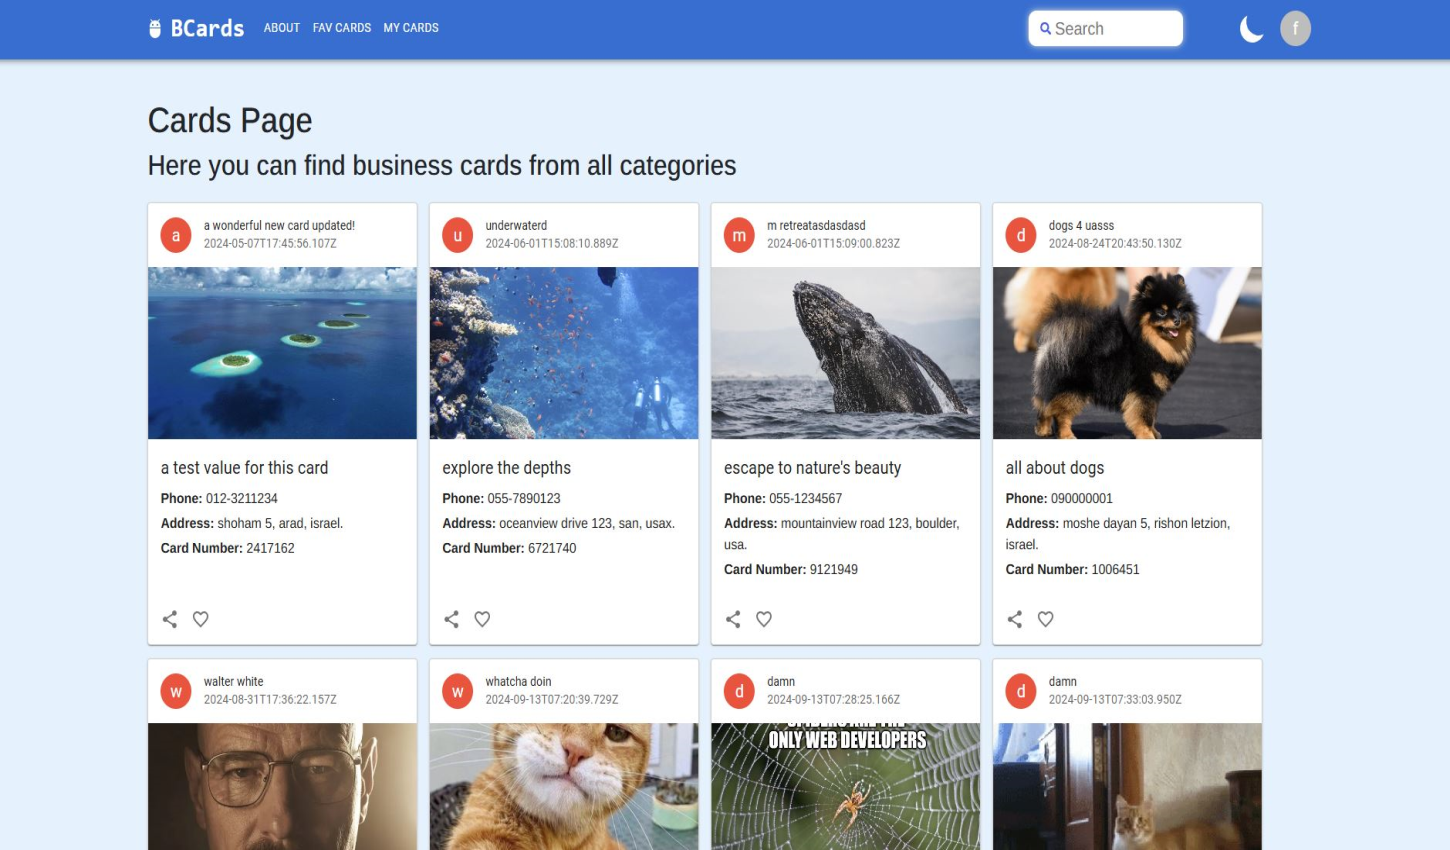 BCards ABOUT FAV CARDS MY CARDS Search f
Cards Page
Here you can find business cards from all categories
a
a wonderful new card updated!
2024-05-07T17:45:56.107Z
a test value for this card
Phone: 012-3211234
Address: shoham 5, arad, israel.
Card Number: 2417162
u
underwaterd
2024-06-01T15:08:10.889Z
explore the depths
Phone: 055-7890123
Address: oceanview drive 123, san, usax.
Card Number: 6721740
m
m retreatasdasdasd
2024-06-01T15:09:00.823Z
escape to nature's beauty
Phone: 055-1234567
Address: mountainview road 123, boulder,
usa.
Card Number: 9121949
d
dogs 4 uasss
2024-08-24T20:43:50.130Z
all about dogs
Phone: 090000001
Address: moshe dayan 5, rishon letzion,
israel.
Card Number: 1006451
w
walter white
2024-08-31T17:36:22.157Z
w
whatcha doin
2024-09-13T07:20:39.729Z
d
damn
2024-09-13T07:28:25.166Z
ONLY WEB DEVELOPERS
d
damn
2024-09-13T07:33:03.950Z